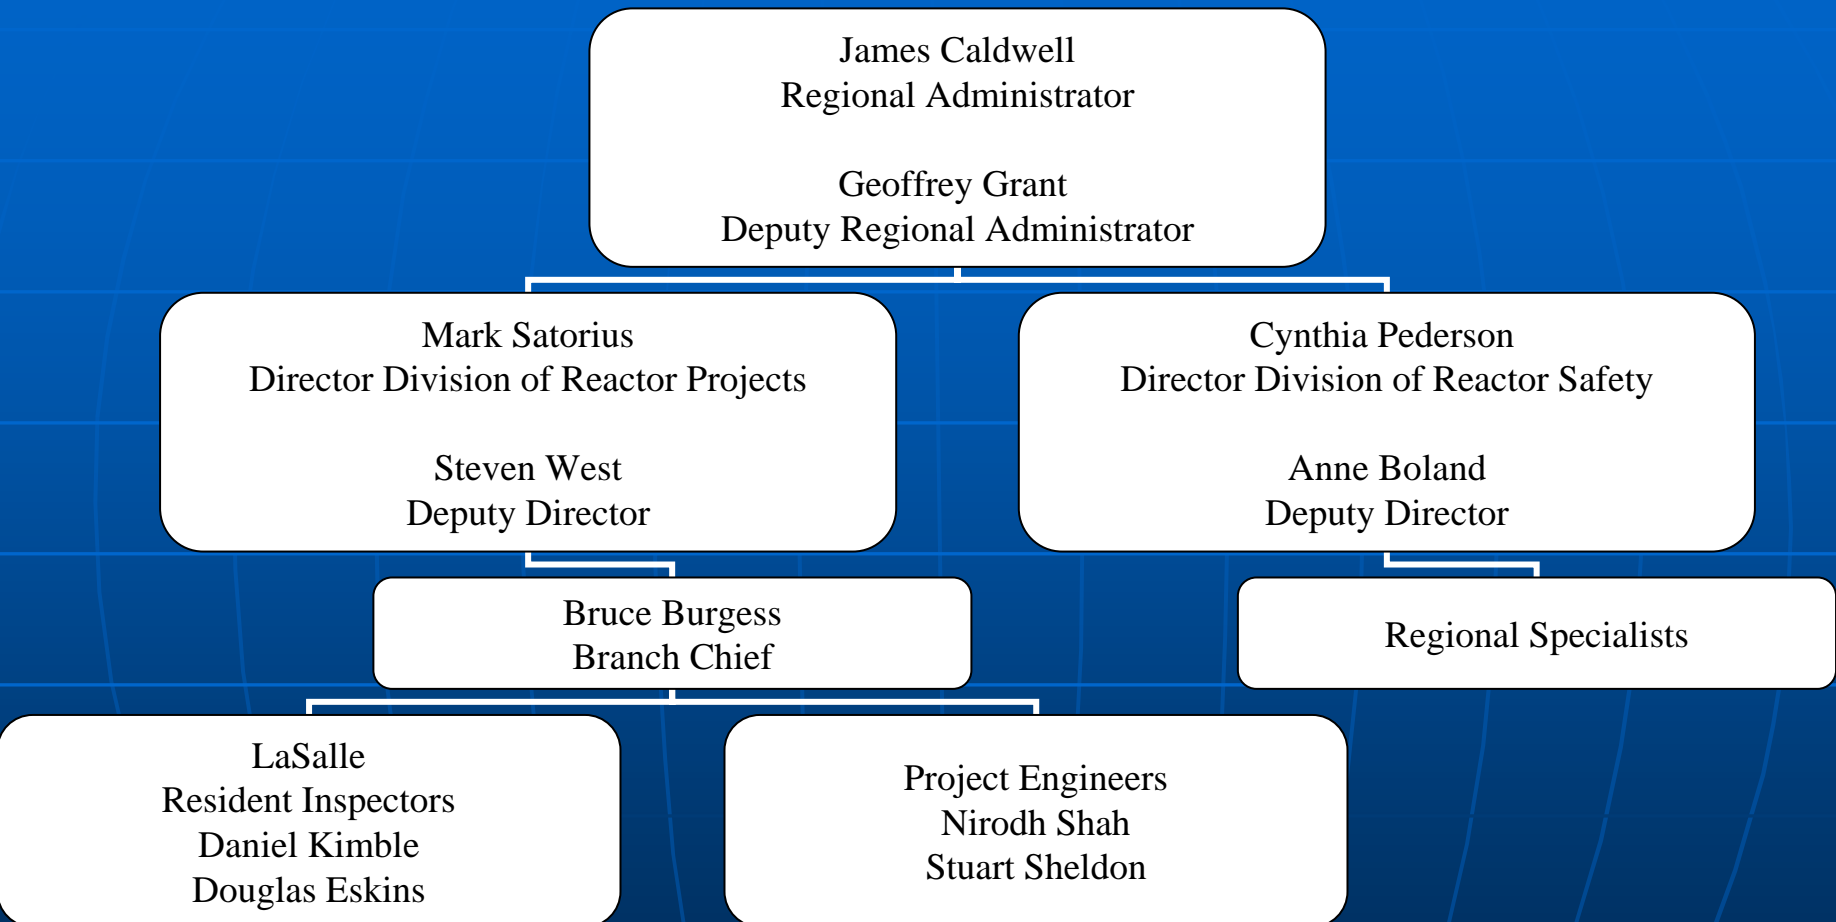 James Caldwell
Regional Administrator
Geoffrey Grant
Deputy Regional Administrator
Mark Satorius
Director Division of Reactor Projects
Steven West
Deputy Director
Cynthia Pederson
Director Division of Reactor Safety
Anne Boland
Deputy Director
Bruce Burgess
Branch Chief
Regional Specialists
LaSalle
Resident Inspectors
Daniel Kimble
Douglas Eskins
Project Engineers
Nirodh Shah
Stuart Sheldon